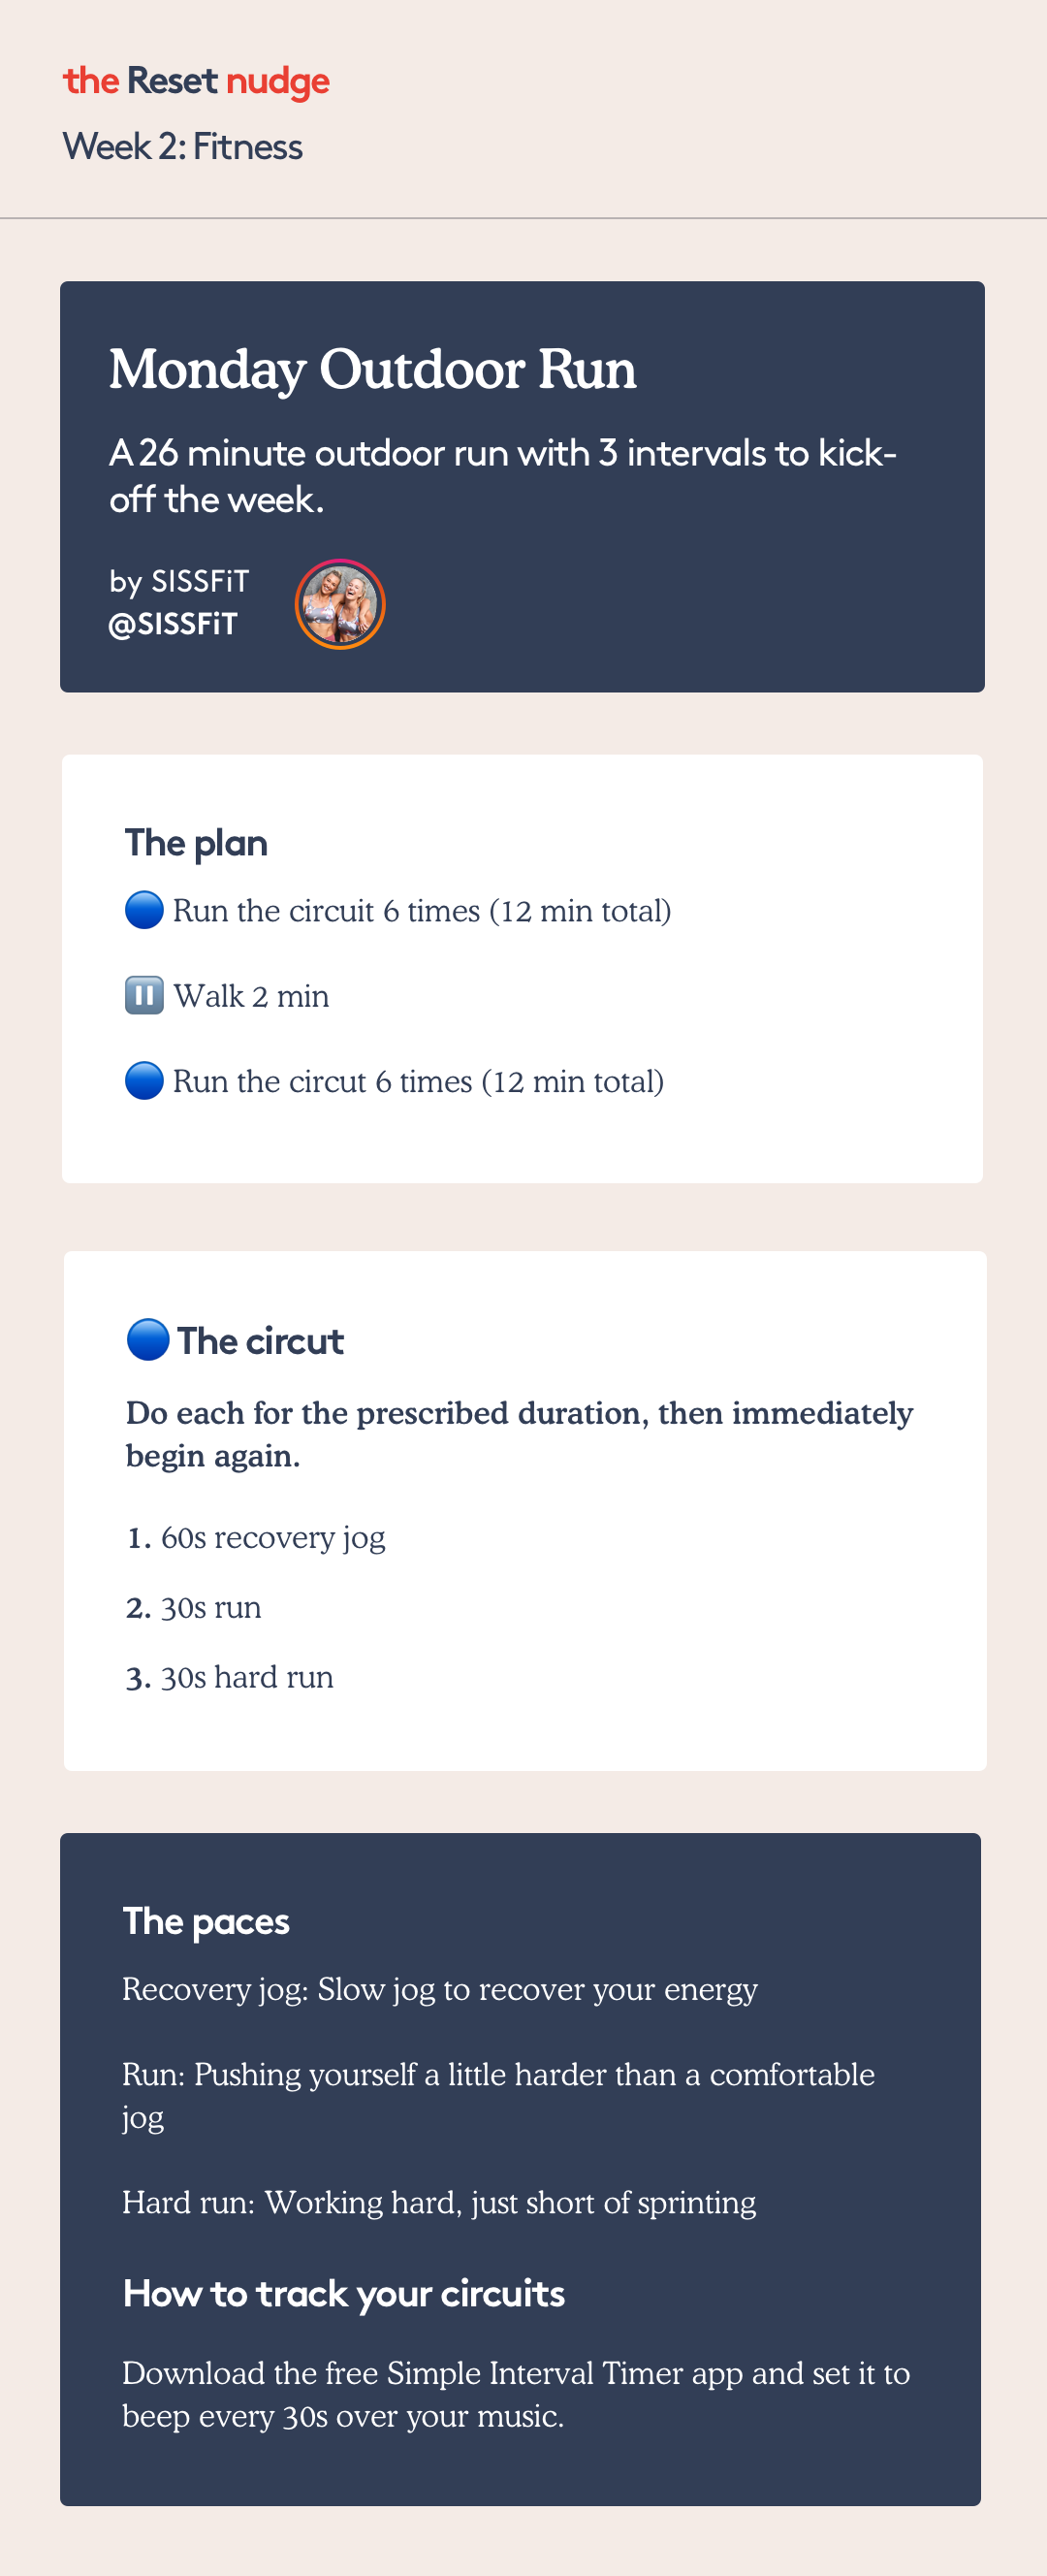 the Reset nudge
Week 2: Fitness
Monday Outdoor Run
A 26 minute outdoor run with 3 intervals to kick-
off the week.
by SISSFiT
@SISSFiT
The plan
Run the circuit 6 times (12 min total)
Walk 2 min
Run the circut 6 times (12 min total)
The circut
Do each for the prescribed duration, then immediately
begin again.
1. 60s recovery jog
2. 30s run
3. 30s hard run
The paces
Recovery jog: Slow jog to recover your energy
Run: Pushing yourself a little harder than a comfortable
jog
Hard run: Working hard, just short of sprinting
How to track your circuits
Download the free Simple Interval Timer app and set it to
beep every 30s over your music.